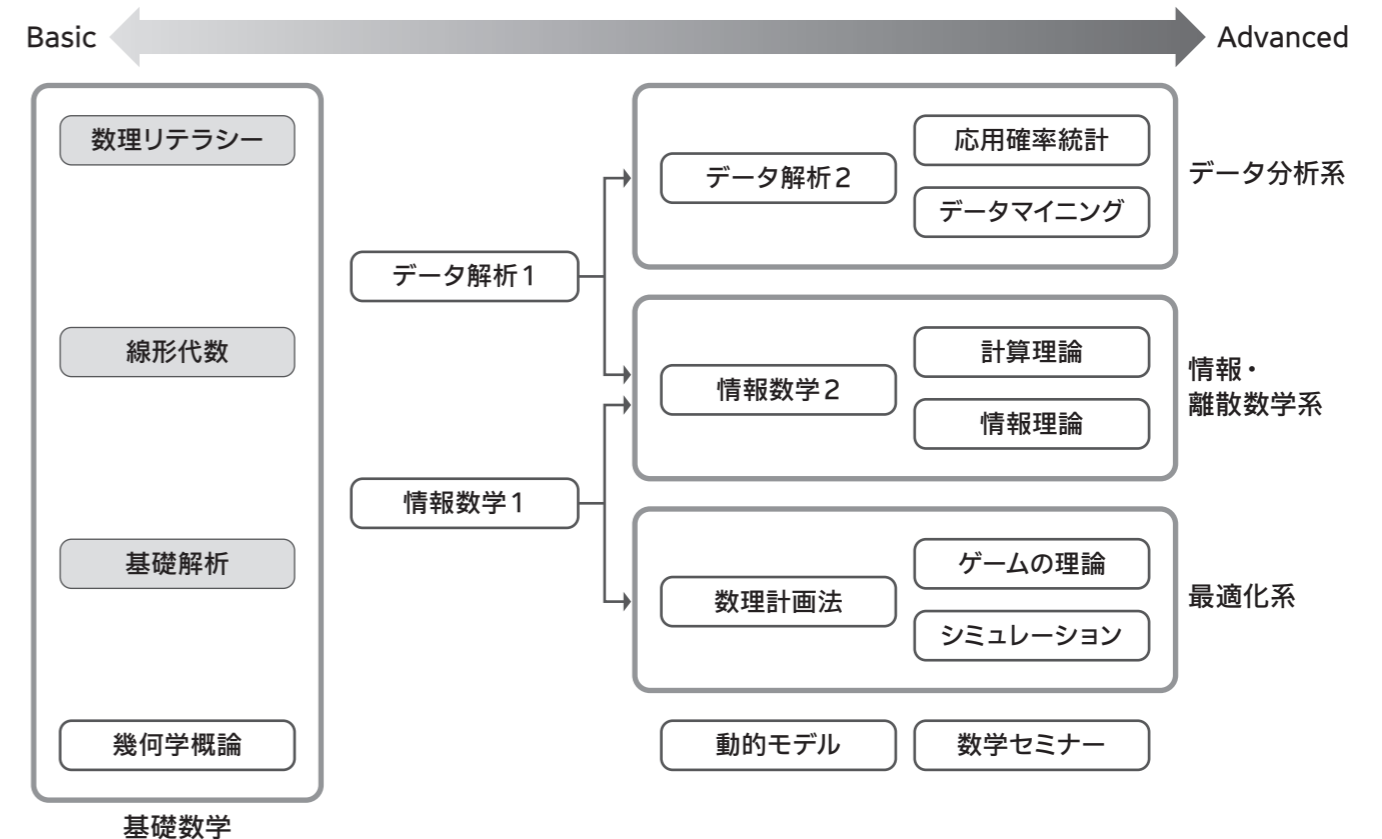 Basic
Advanced
数理リテラシー
線形代数
基礎解析
幾何学概論
基礎数学
データ解析1
情報数学1
データ解析2
応用確率統計
データマイニング
データ分析系
情報数学2
計算理論
情報理論
情報・
離散数学系
数理計画法
ゲームの理論
シミュレーション
最適化系
動的モデル
数学セミナー